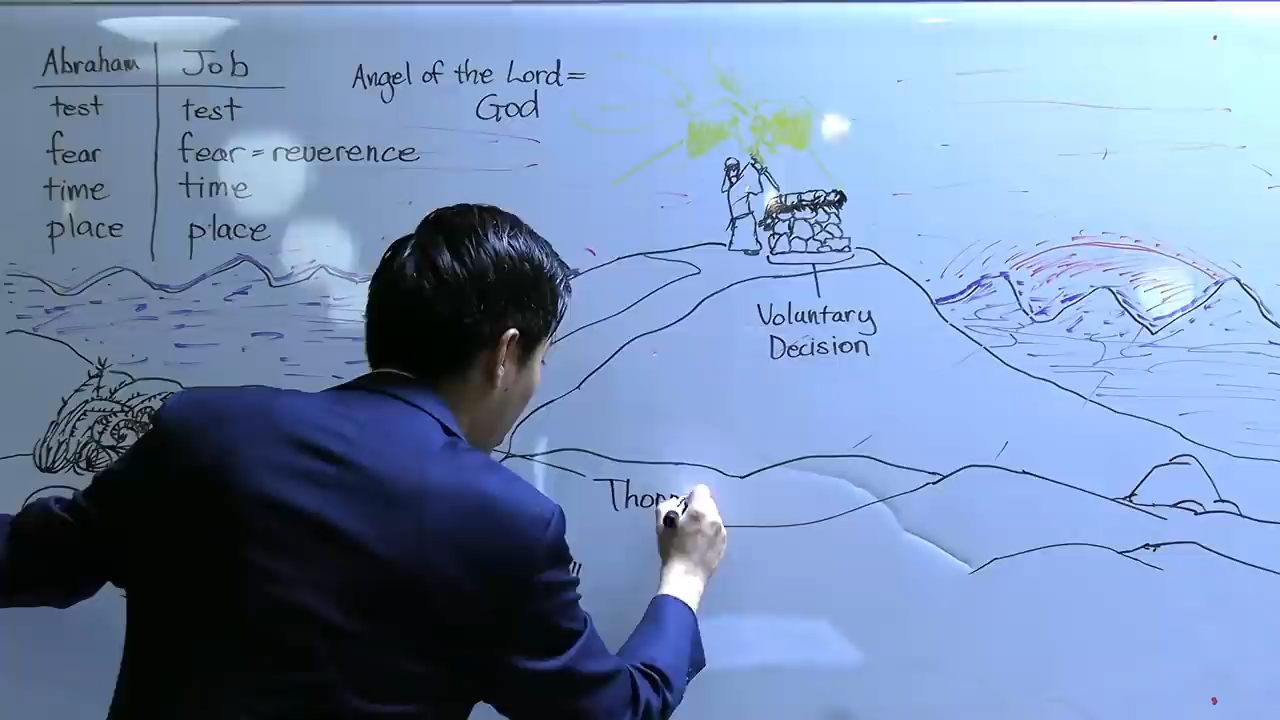 Abraham Job
test test
fear fear = reverence
time time
place place
Angel of the Lord =
God
Voluntary
Decision